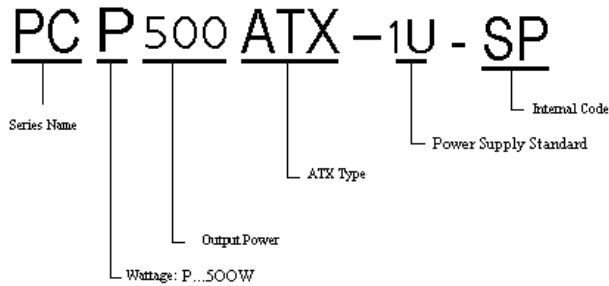 PC P 500 ATX-1U - SP
Internal Code
Series Name
Power Supply Standard
ATX Type
Output Power
Wattage: P...500W